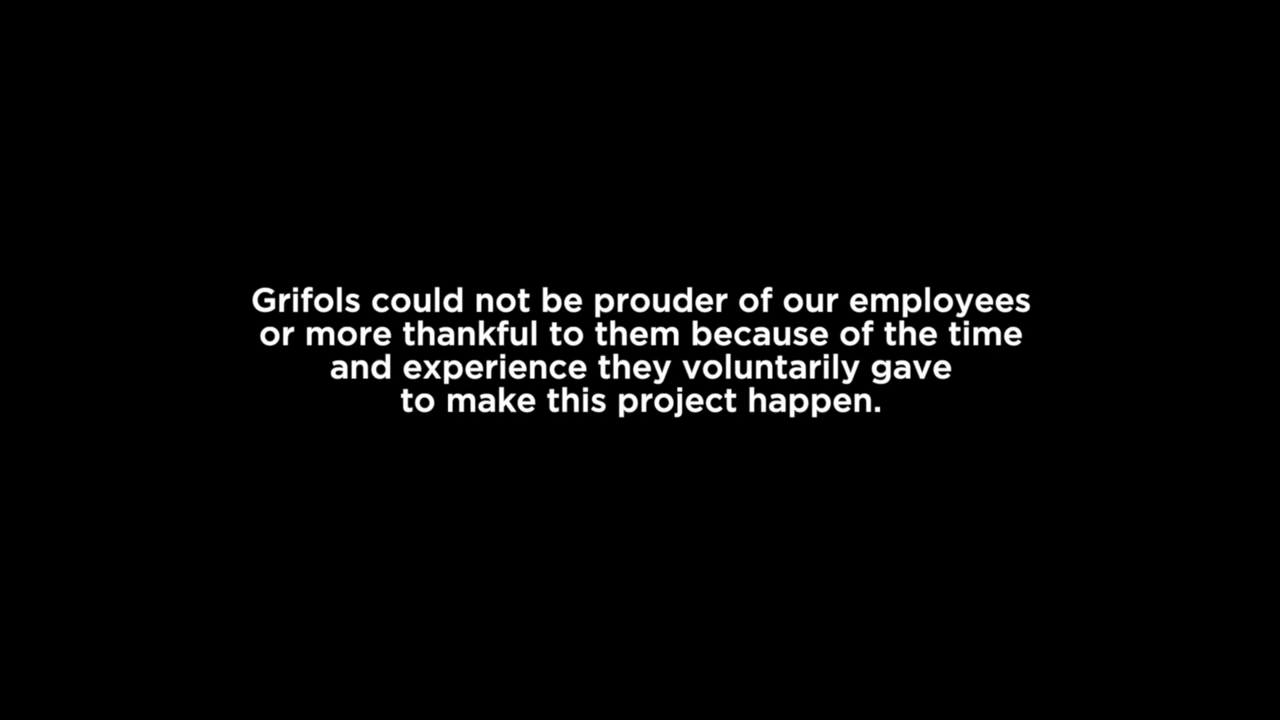 Grifols could not be prouder of our employees
or more thankful to them because of the time
and experience they voluntarily gave
to make this project happen.